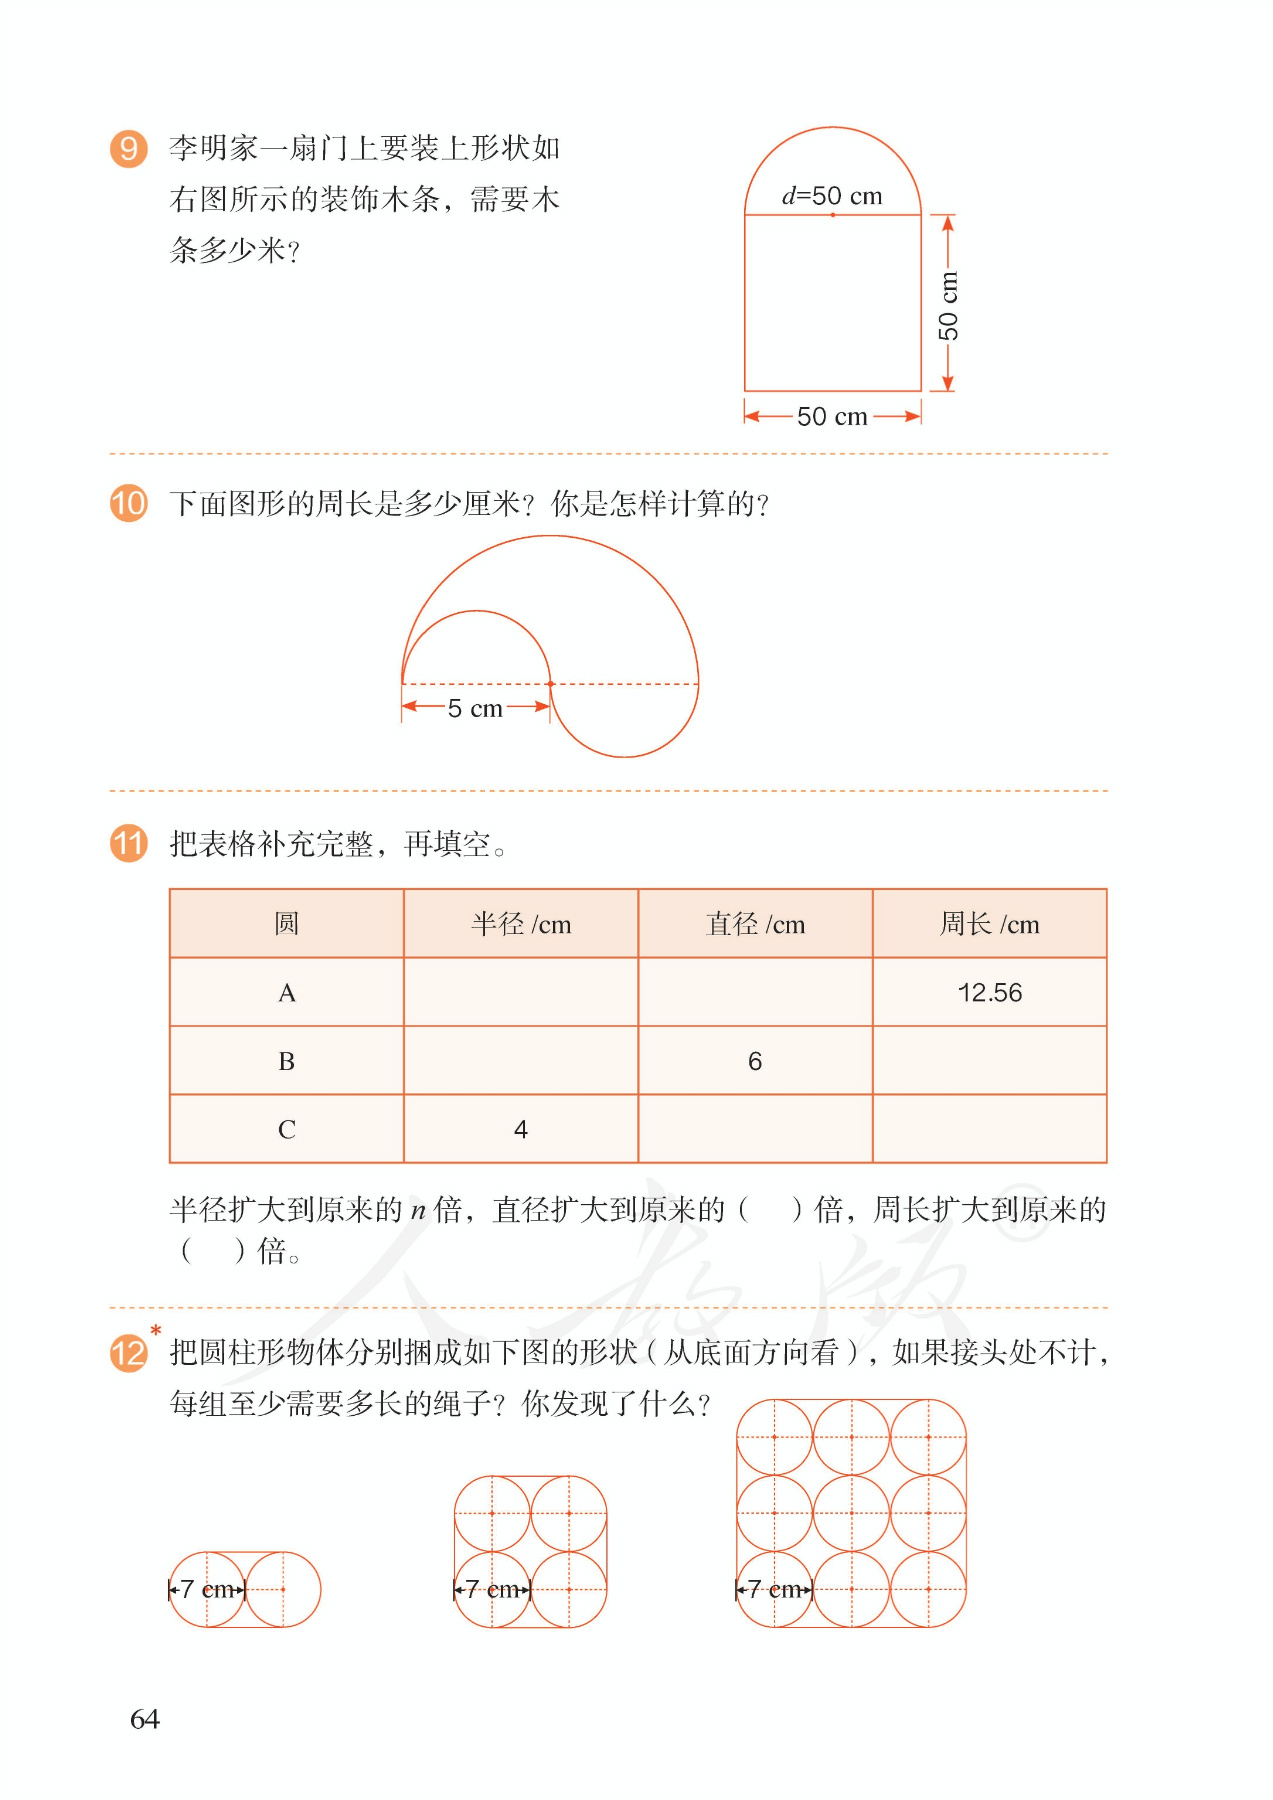 9 李明家一扇门上要装上形状如
右图所示的装饰木条，需要木
条多少米？
d=50 cm
50 cm
50 cm
10 下面图形的周长是多少厘米？你是怎样计算的？
5 cm
11 把表格补充完整，再填空。
圆 半径 /cm 直径 /cm 周长 /cm
A 12.56
B 6
C 4
半径扩大到原来的 n 倍，直径扩大到原来的（ ）倍，周长扩大到原来的
（ ）倍。
12* 把圆柱形物体分别捆成如下图的形状（从底面方向看），如果接头处不计，
每组至少需要多长的绳子？你发现了什么？
7 cm
7 cm
7 cm
人教版®
64